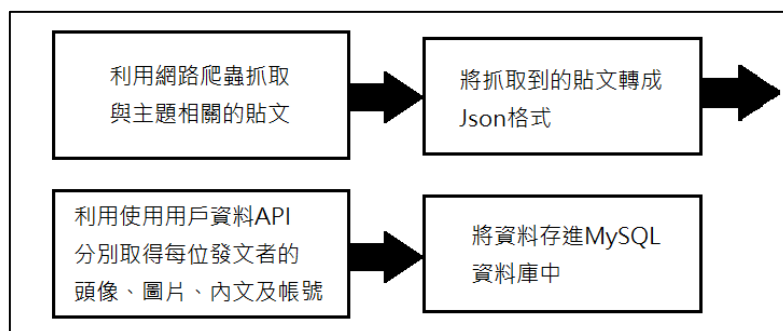 利用網路爬蟲抓取
與主題相關的貼文
將抓取到的貼文轉成
Json格式
利用使用用戶資料API
分別取得每位發文者的
頭像、圖片、內文及帳號
將資料存進MySQL
資料庫中